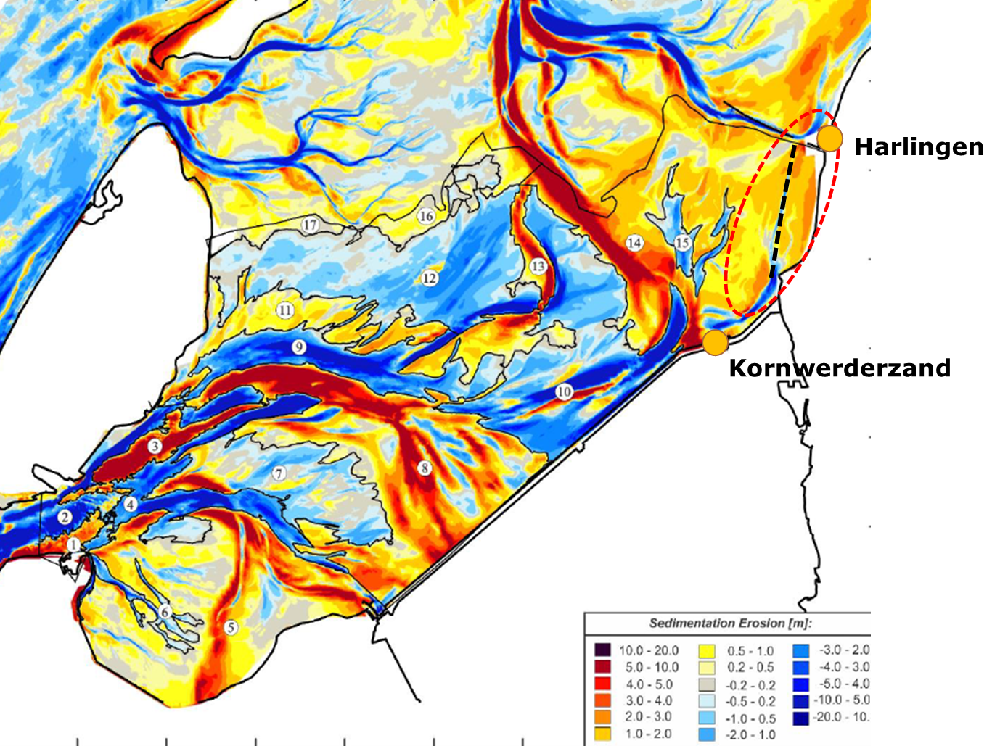 Harlingen
17
16
14
15
13
12
11
9
10
Kornwerderzand
3
8
7
4
2
1
6
5
Sedimentation Erosion [m]:
10.0 - 20.0 0.5 - 1.0 -3.0 - 2.0
5.0 - 10.0 0.2 - 0.5 -4.0 - 3.0
4.0 - 5.0 -0.2 - 0.2 -5.0 - 4.0
3.0 - 4.0 -0.5 - 0.2 -10.0 - 5.0
2.0 - 3.0 -1.0 - 0.5 -20.0 - 10.
1.0 - 2.0 -2.0 - 1.0